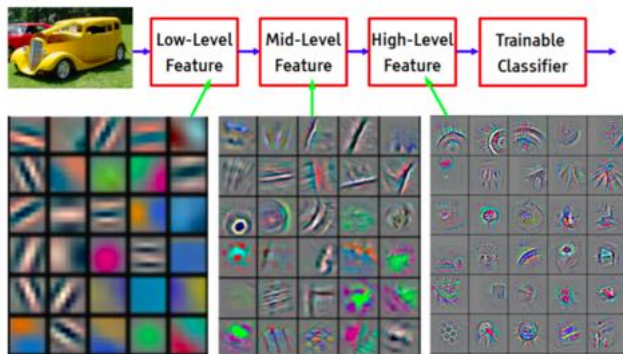 Low-Level
Feature
Mid-Level
Feature
High-Level
Feature
Trainable
Classifier